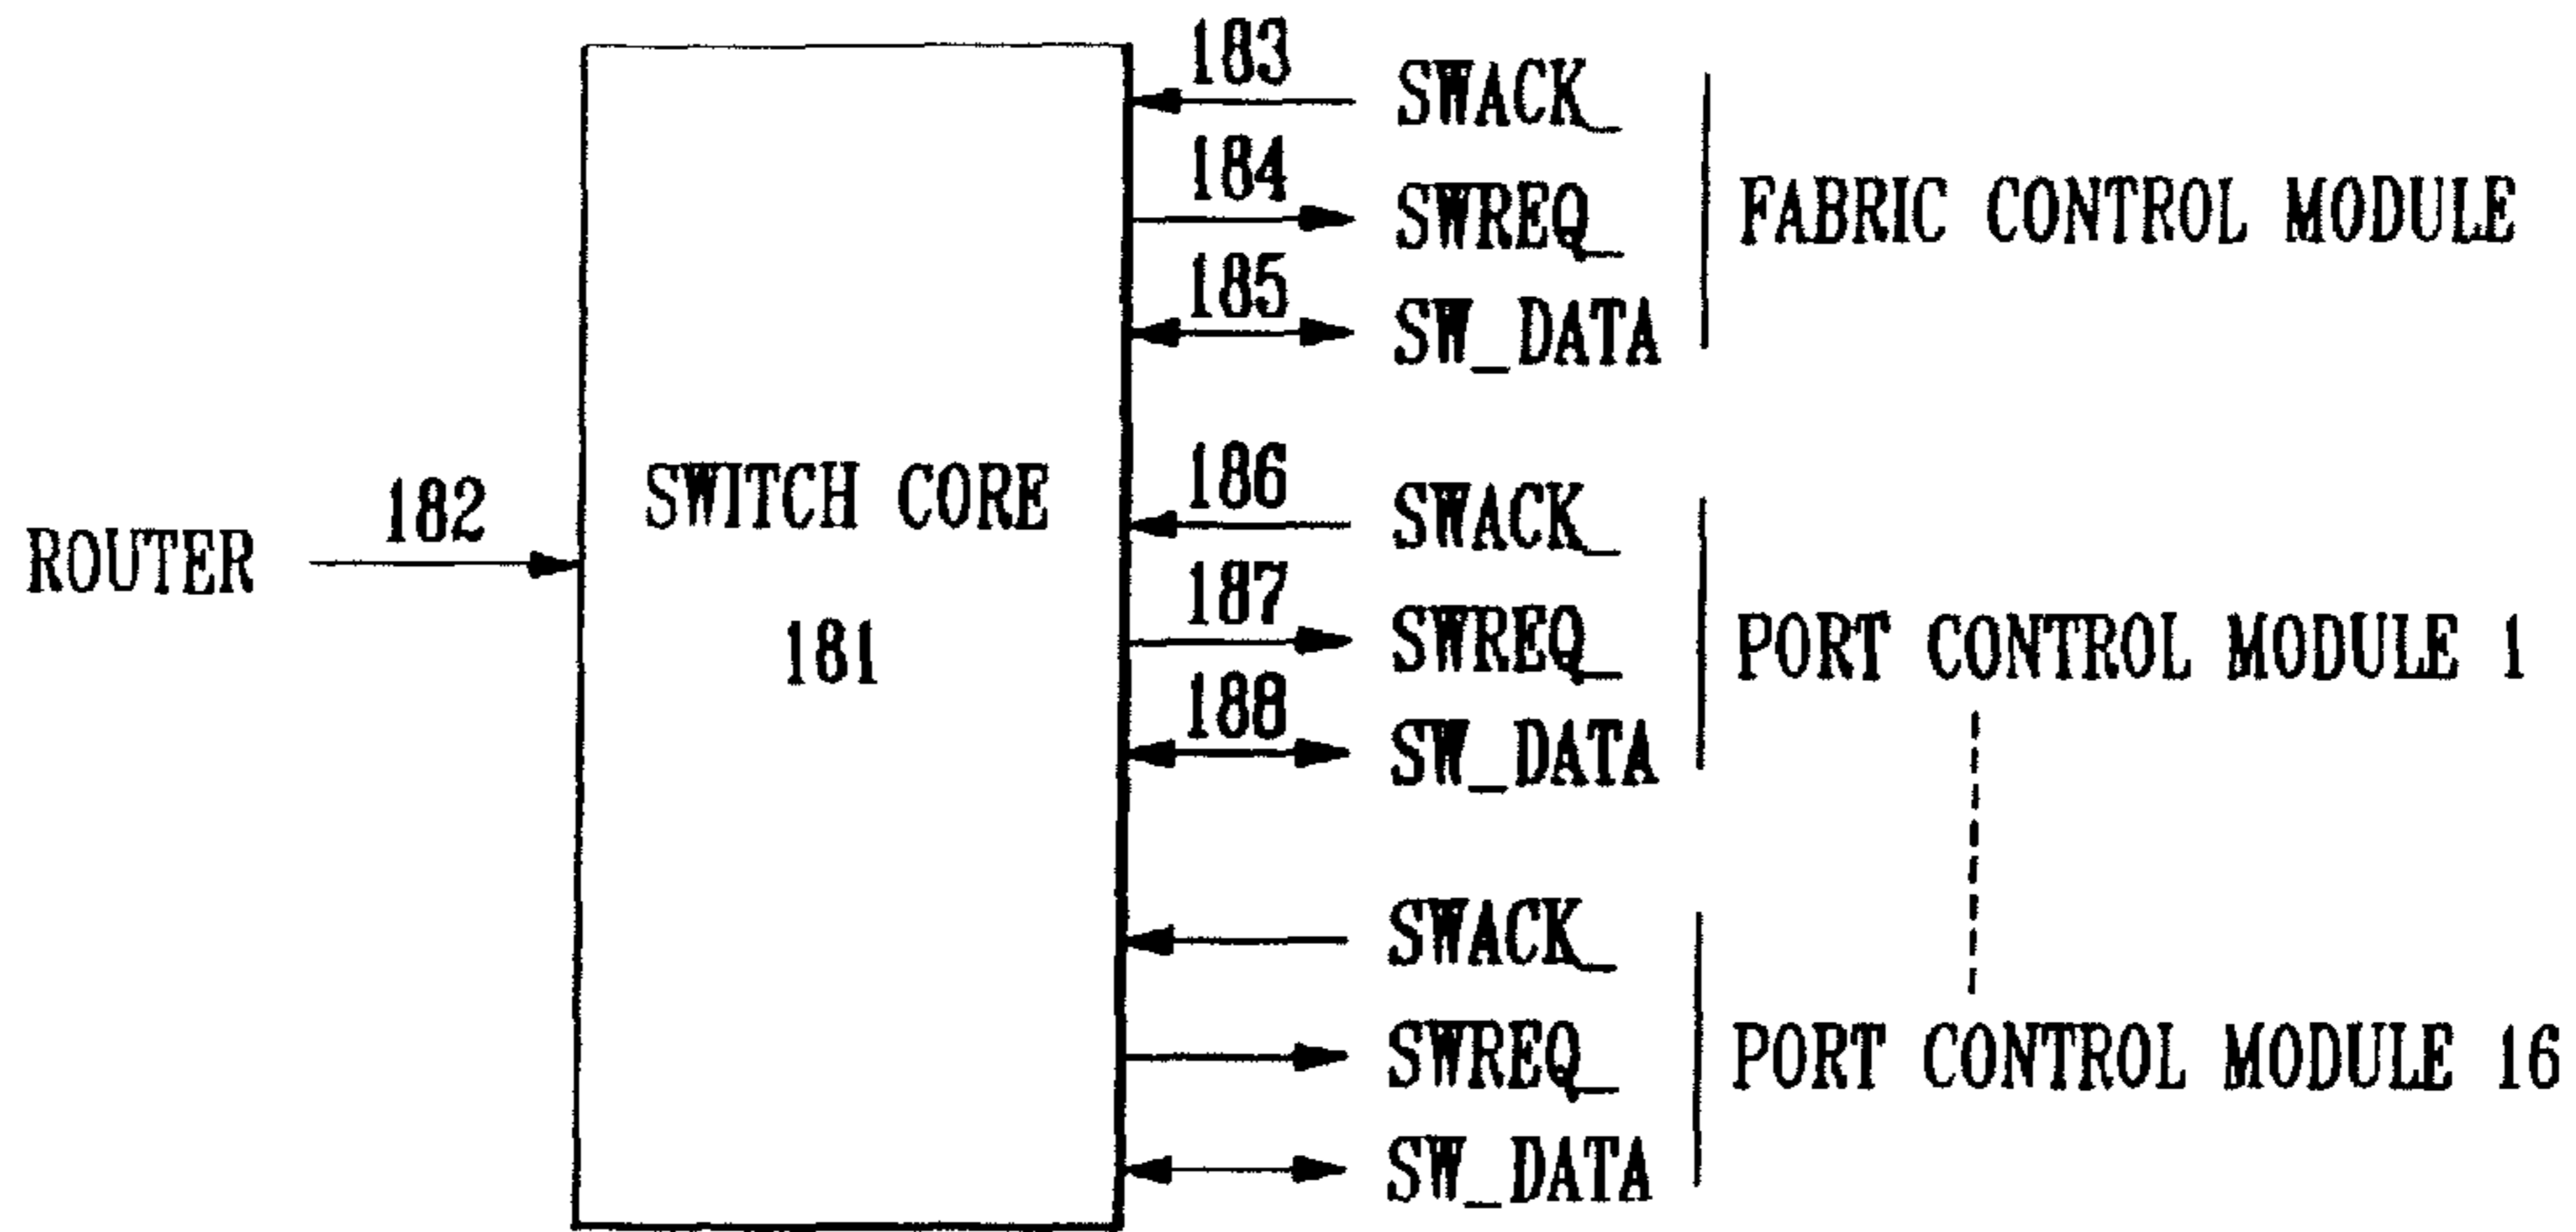 ROUTER
182
SWITCH CORE
181
183
SWACK_
184
SWREQ_
185
SW_DATA
FABRIC CONTROL MODULE
186
SWACK_
187
SWREQ_
188
SW_DATA
PORT CONTROL MODULE 1
SWACK_
SWREQ_
SW_DATA
PORT CONTROL MODULE 16